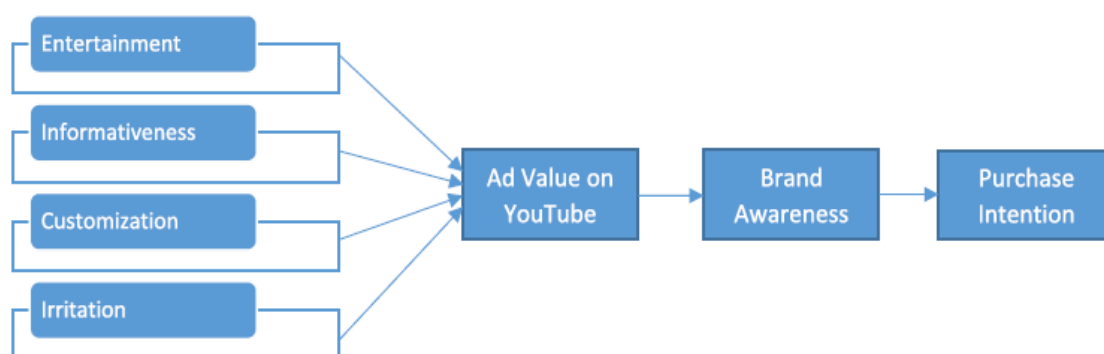 Entertainment
Informativeness
Customization
Irritation
Ad Value on
YouTube
Brand
Awareness
Purchase
Intention